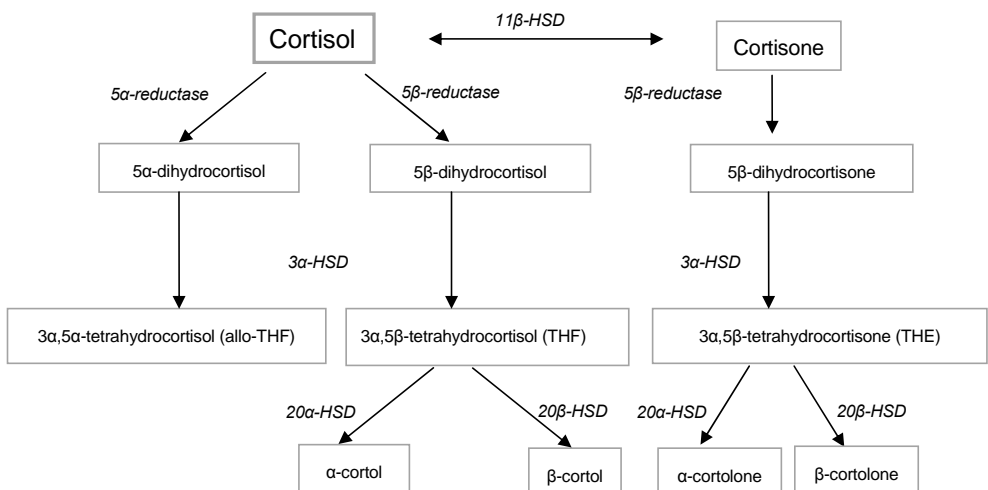 11β-HSD
Cortisol
Cortisone
5α-reductase
5β-reductase
5β-reductase
5α-dihydrocortisol
5β-dihydrocortisol
5β-dihydrocortisone
3α-HSD
3α-HSD
3α,5α-tetrahydrocortisol (allo-THF)
3α,5β-tetrahydrocortisol (THF)
3α,5β-tetrahydrocortisone (THE)
20α-HSD
20β-HSD
20α-HSD
20β-HSD
α-cortol
β-cortol
α-cortolone
β-cortolone